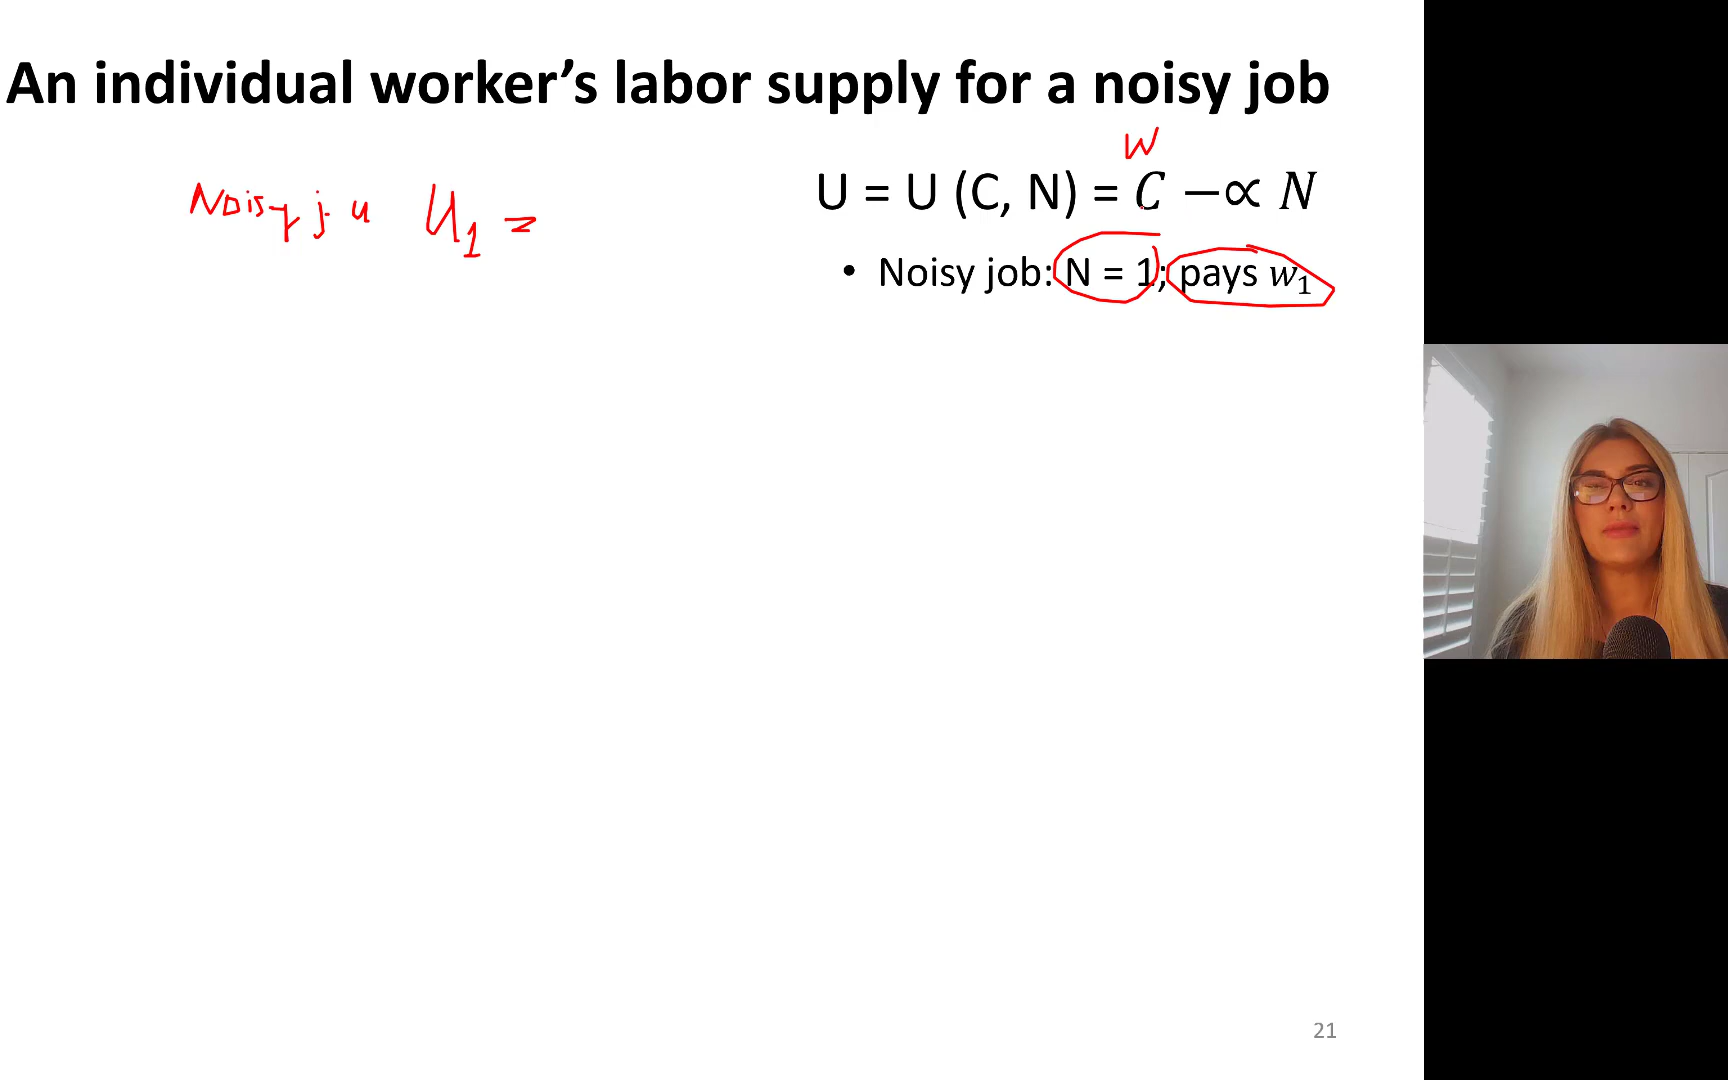 An individual worker’s labor supply for a noisy job
W
U = U (C, N) = C −∝ N
Noisy j. u U₁ =
• Noisy job: N = 1; pays w₁
21